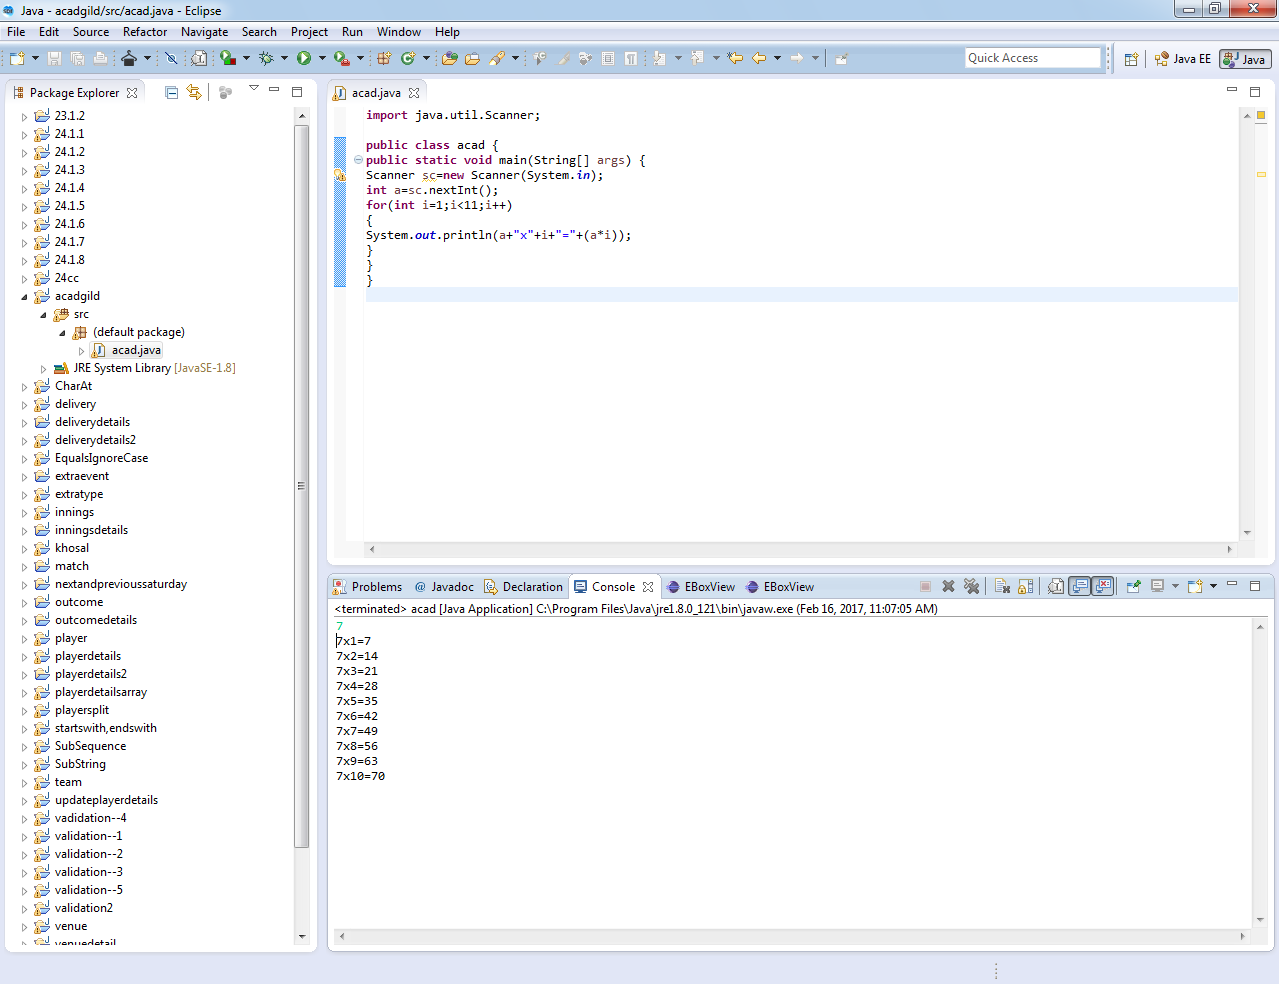 Java - acadgild/src/acad.java - Eclipse
File Edit Source Refactor Navigate Search Project Run Window Help
Quick Access
Java EE
Java
Package Explorer
23.1.2
24.1.1
24.1.2
24.1.3
24.1.4
24.1.5
24.1.6
24.1.7
24.1.8
24cc
acadgild
src
(default package)
acad.java
JRE System Library [JavaSE-1.8]
CharAt
delivery
deliverydetails
deliverydetails2
EqualsIgnoreCase
extraevent
extratype
innings
inningsdetails
khosal
match
nextandprevioussaturday
outcome
outcomedetails
player
playerdetails
playerdetails2
playerdetailsarray
playersplit
startswith,endswith
SubSequence
SubString
team
updateplayerdetails
vadidation--4
validation--1
validation--2
validation--3
validation--5
validation2
venue
venuedetail
acad.java
import java.util.Scanner;
public class acad {
public static void main(String[] args) {
Scanner sc=new Scanner(System.in);
int a=sc.nextInt();
for(int i=1;i<11;i++)
{
System.out.println(a+"x"+i+"="+(a*i));
}
}
}
Problems @ Javadoc Declaration Console EBoxView EBoxView
<terminated> acad [Java Application] C:\Program Files\Java\jre1.8.0_121\bin\javaw.exe (Feb 16, 2017, 11:07:05 AM)
7
7x1=7
7x2=14
7x3=21
7x4=28
7x5=35
7x6=42
7x7=49
7x8=56
7x9=63
7x10=70